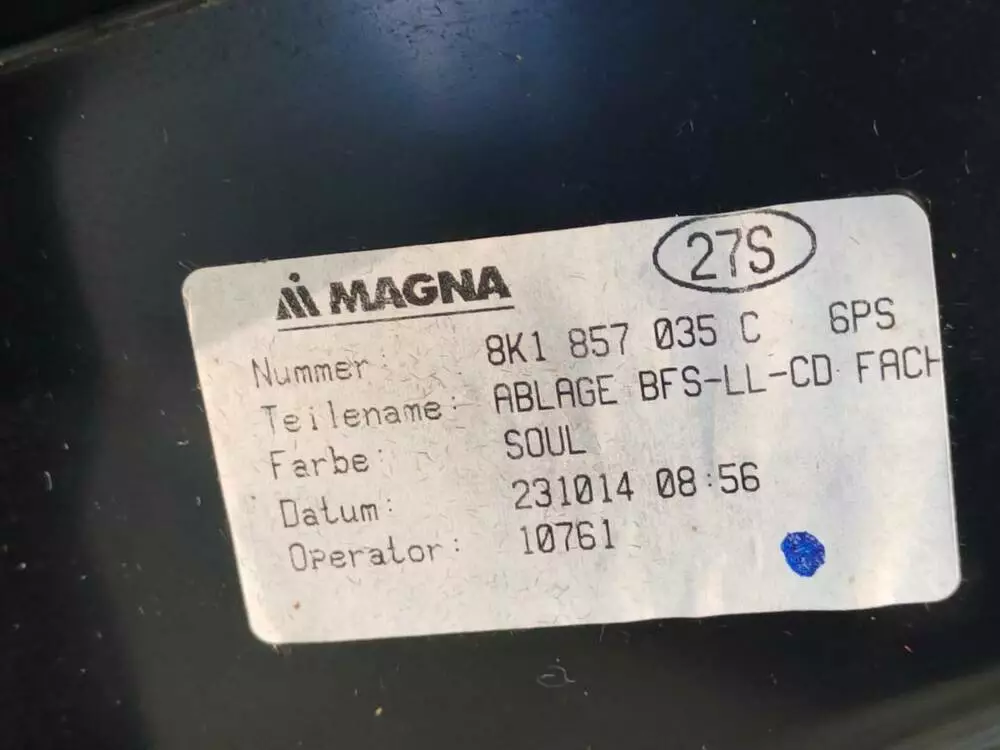 27S
MAGNA
Nummer: 8K1 857 035 C 6PS
Teilename: ABLAGE BFS-LL-CD FACH
Farbe: SOUL
Datum: 231014 08:56
Operator: 10761